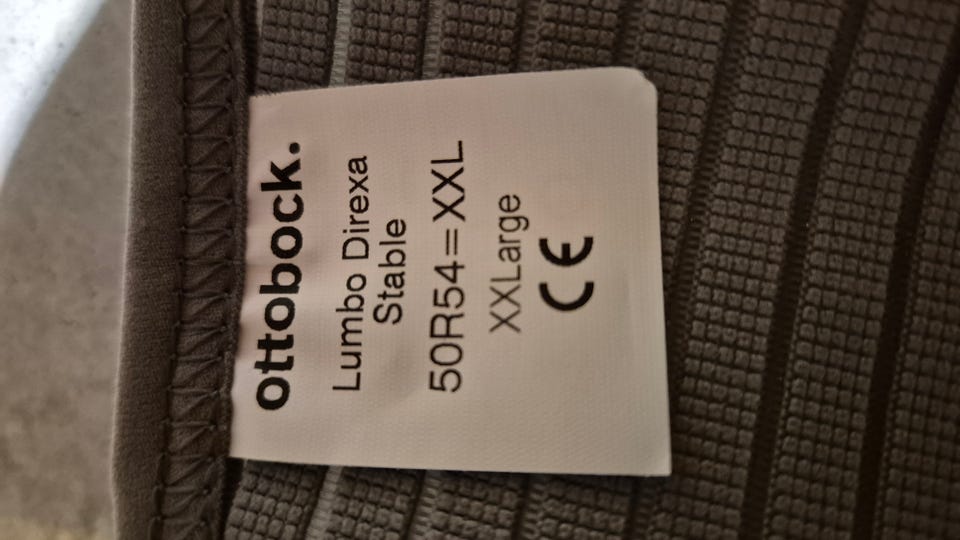 ottobock.
Lumbo Direxa
Stable
50R54=XXL
XXLarge
CE